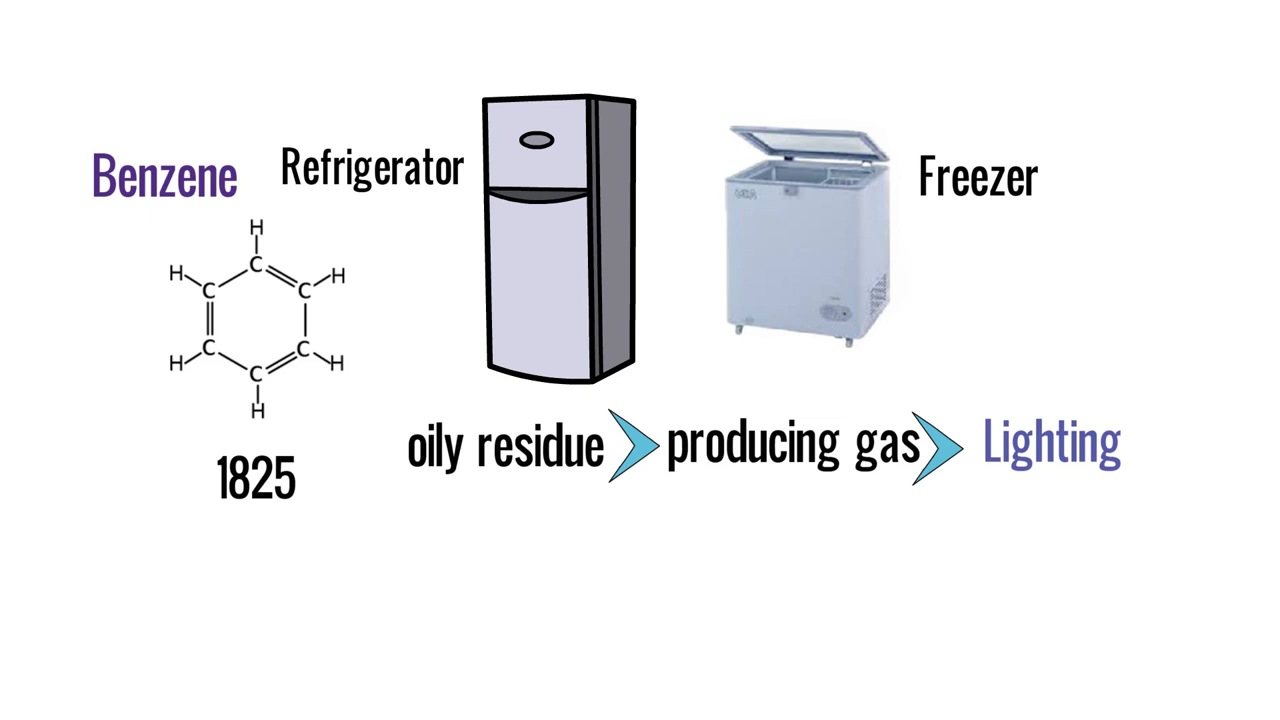 Benzene
Refrigerator
Freezer
H
H
C
H
C
C
C
C
H
C
H
H
oily residue
producing gas
Lighting
1825